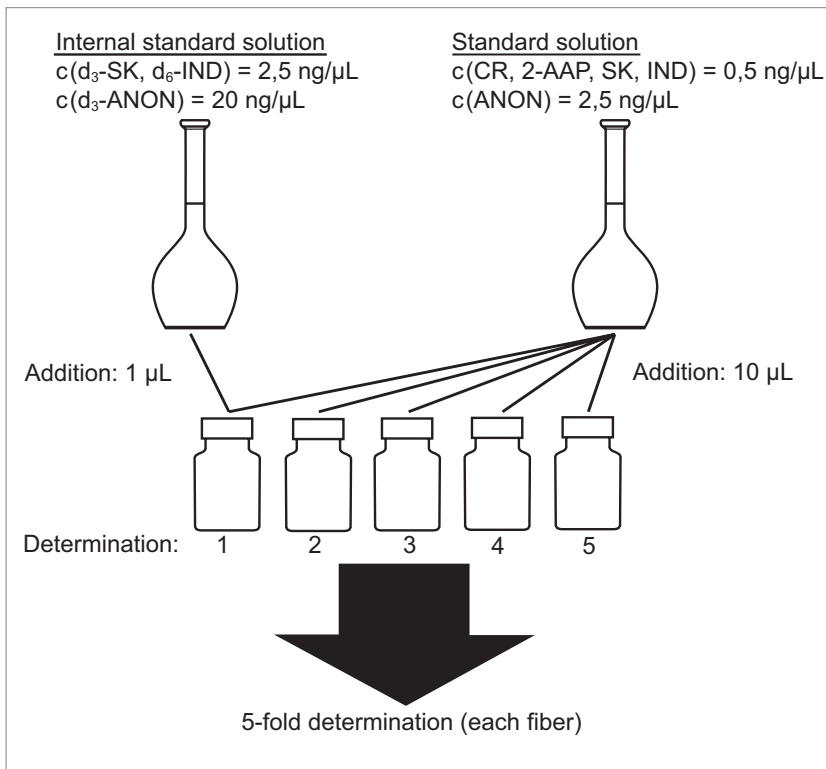 Internal standard solution
c(d₃-SK, d₆-IND) = 2,5 ng/µL
c(d₃-ANON) = 20 ng/µL
Standard solution
c(CR, 2-AAP, SK, IND) = 0,5 ng/µL
c(ANON) = 2,5 ng/µL
Addition: 1 µL
Addition: 10 µL
Determination: 1 2 3 4 5
5-fold determination (each fiber)